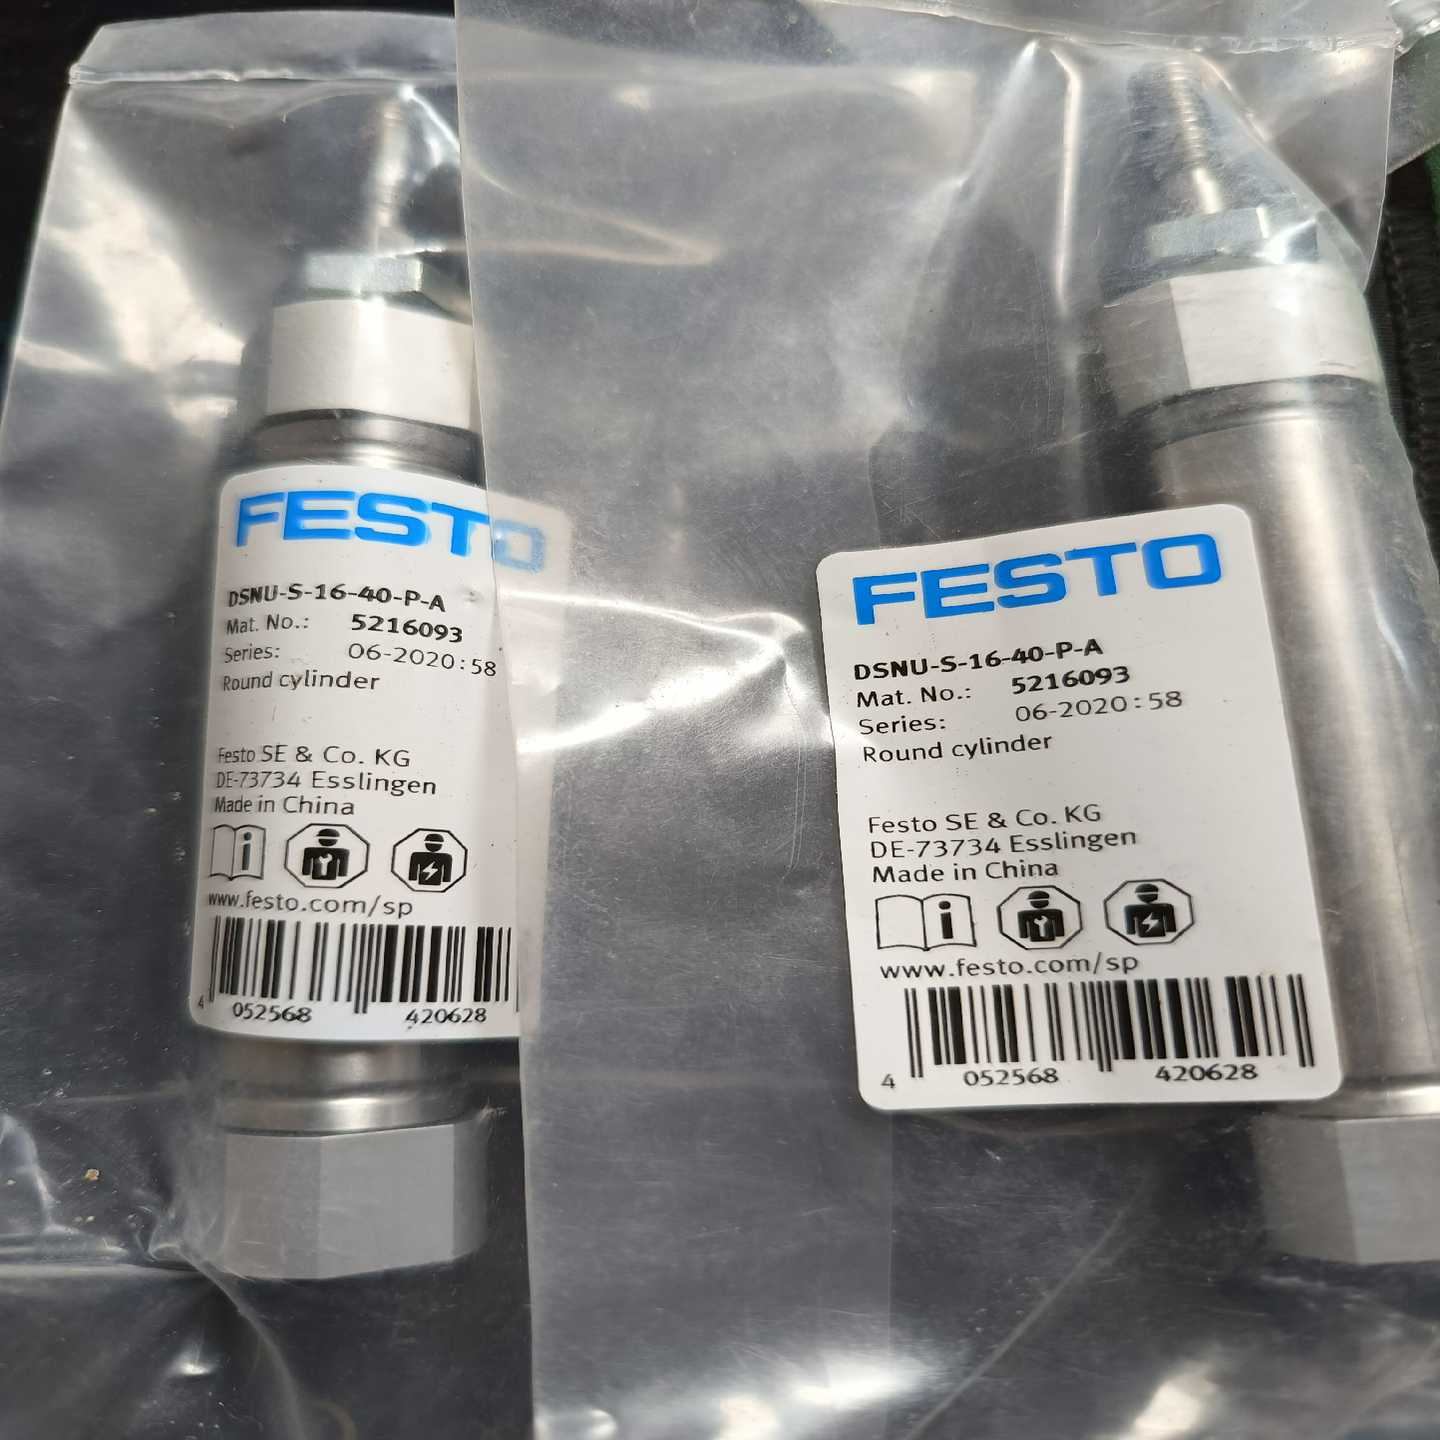 FESTO
DSNU-S-16-40-P-A
Mat. No.: 5216093
Series: 06-2020:58
Round cylinder
Festo SE & Co. KG
DE-73734 Esslingen
Made in China
www.festo.com/sp
4 052568 420628
FESTO
DSNU-S-16-40-P-A
Mat. No.: 5216093
Series: 06-2020:58
Round cylinder
Festo SE & Co. KG
DE-73734 Esslingen
Made in China
www.festo.com/sp
4 052568 420628